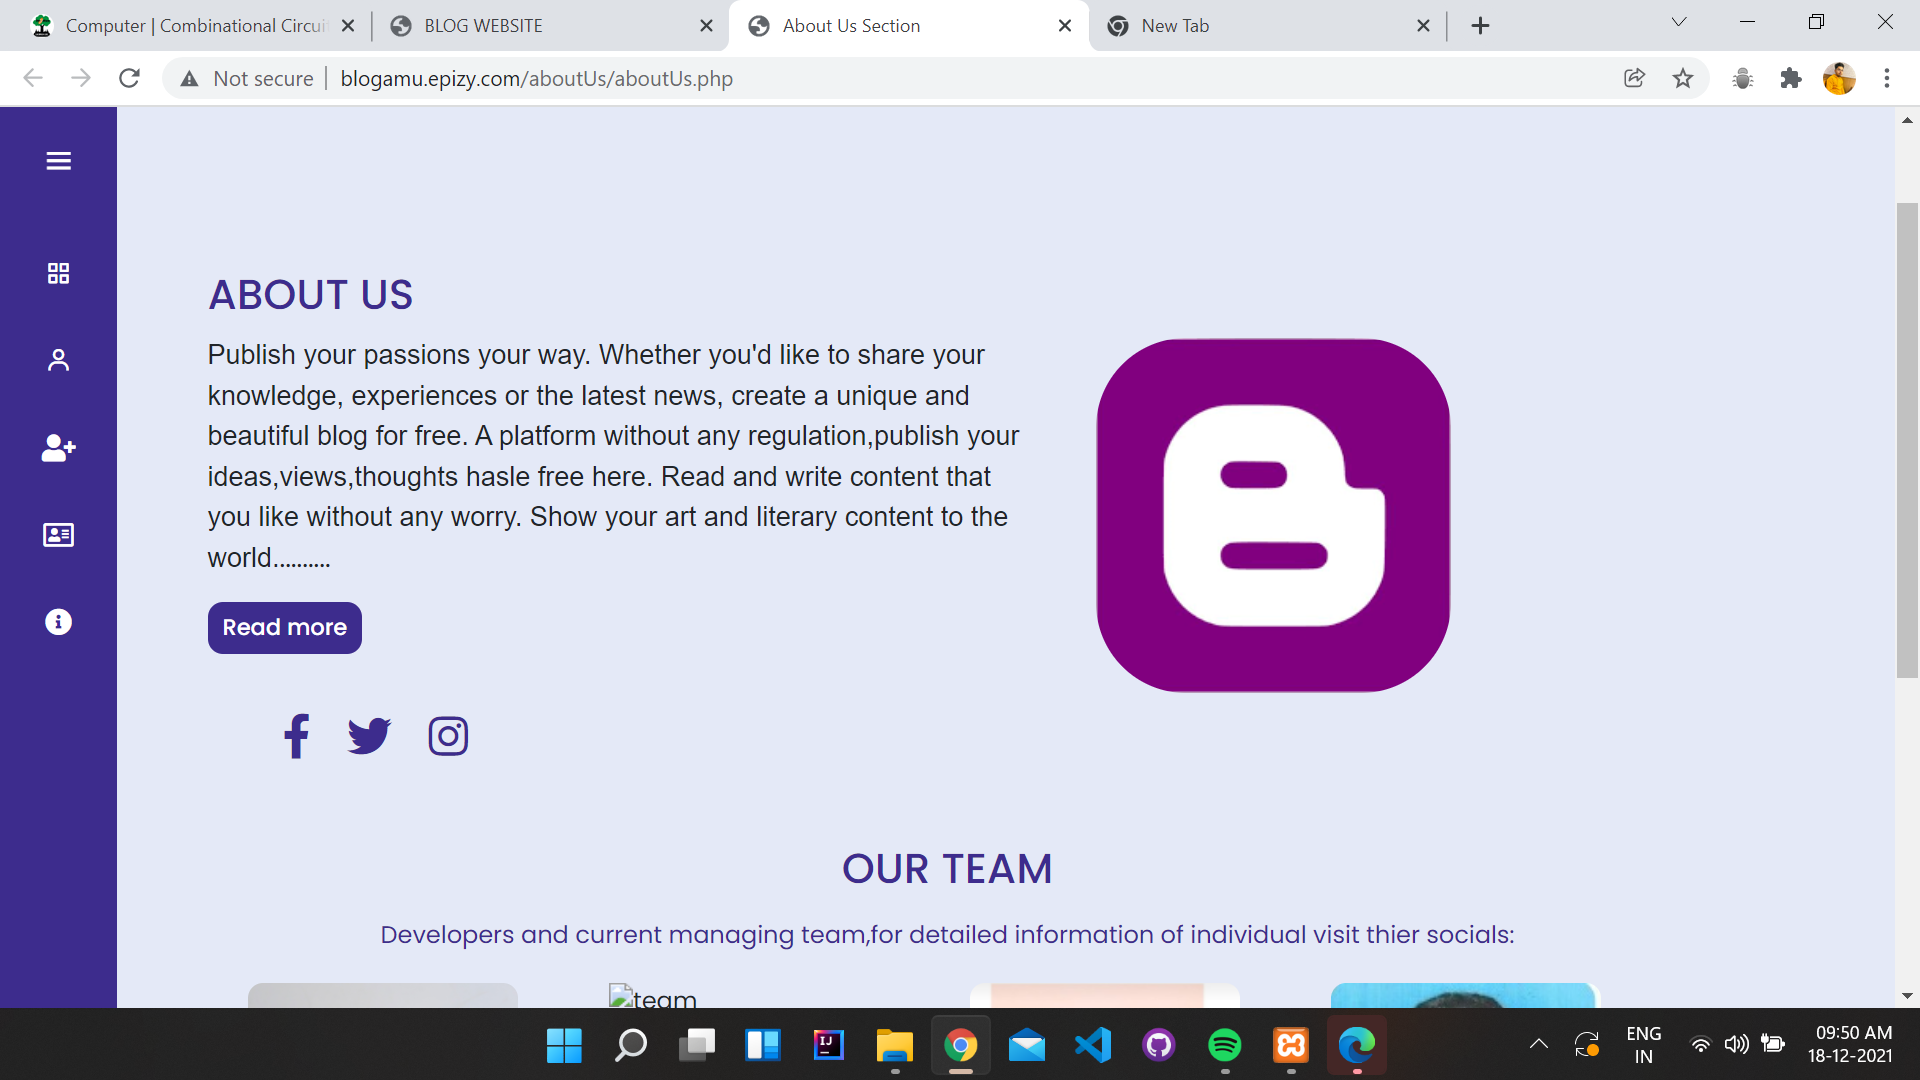 Computer | Combinational Circui
BLOG WEBSITE
About Us Section
New Tab
Not secure
blogamu.epizy.com/aboutUs/aboutUs.php
ABOUT US
Publish your passions your way. Whether you'd like to share your
knowledge, experiences or the latest news, create a unique and
beautiful blog for free. A platform without any regulation,publish your
ideas,views,thoughts hasle free here. Read and write content that
you like without any worry. Show your art and literary content to the
world..........
Read more
OUR TEAM
Developers and current managing team,for detailed information of individual visit thier socials:
team
ENG
IN
09:50 AM
18-12-2021